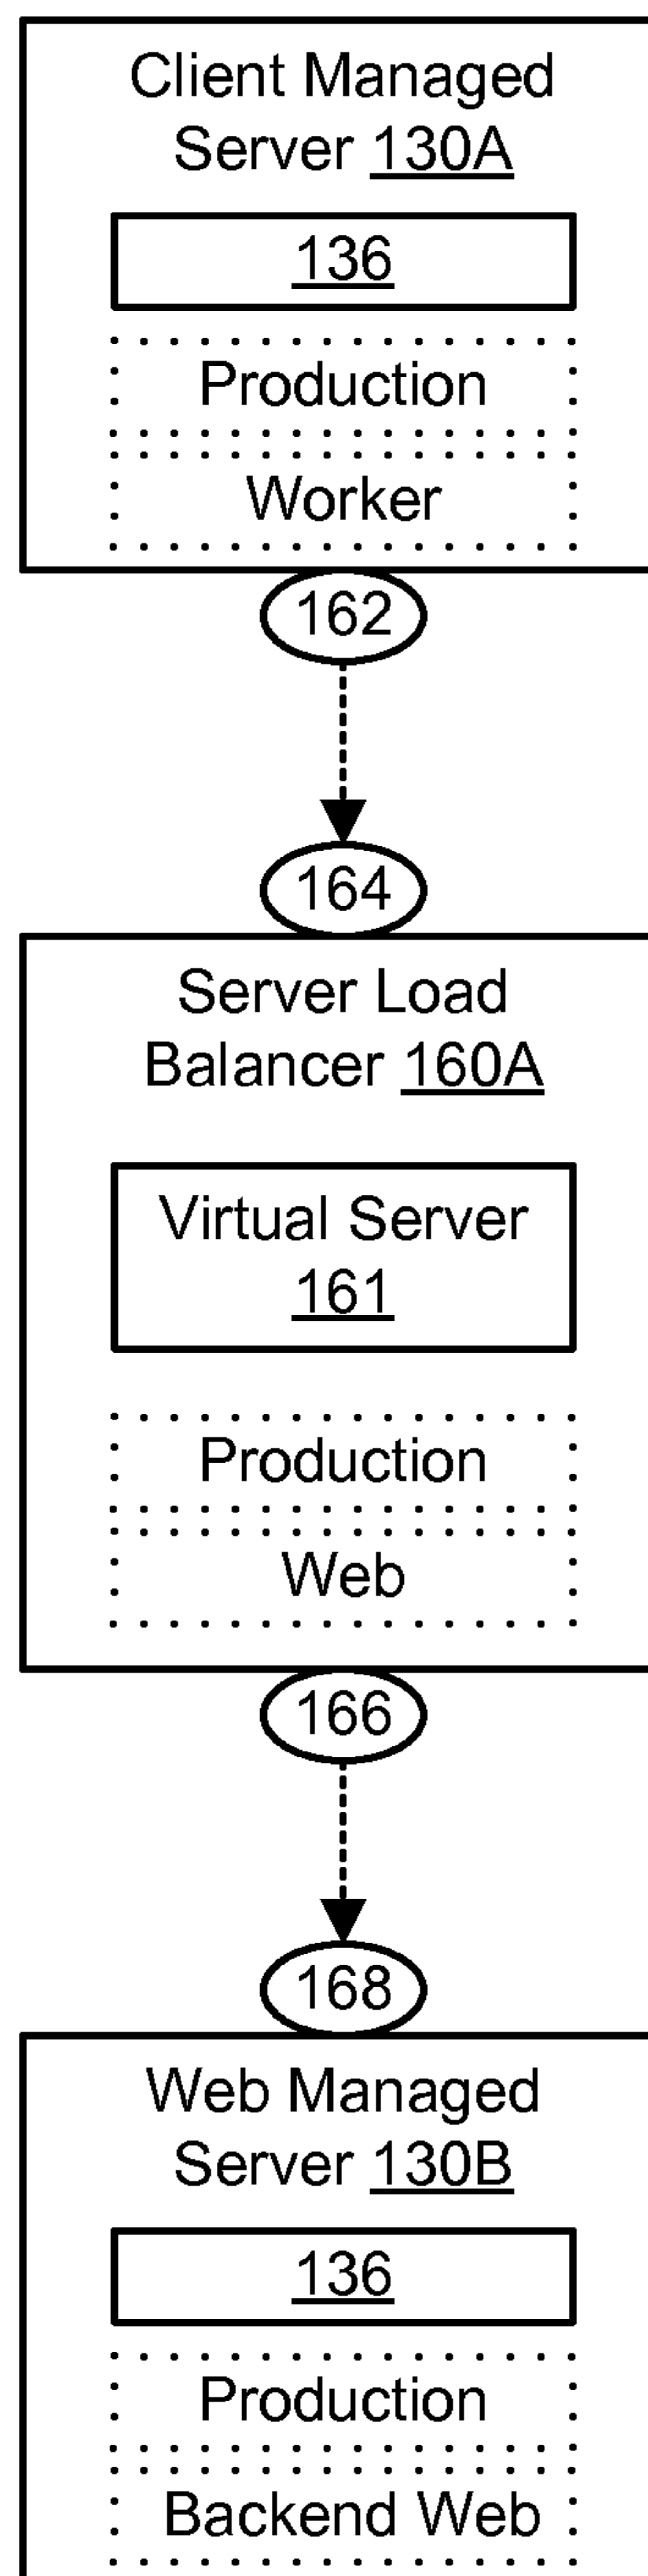 Client Managed
Server 130A
136
Production
Worker
162
164
Server Load
Balancer 160A
Virtual Server
161
Production
Web
166
168
Web Managed
Server 130B
136
Production
Backend Web